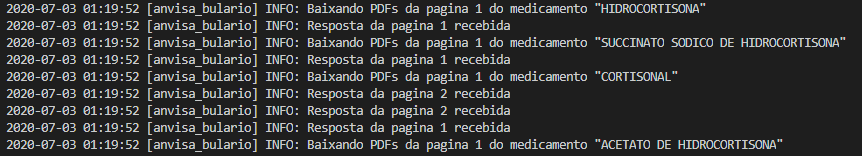 2020-07-03 01:19:52 [anvisa_bulario] INFO: Baixando PDFs da pagina 1 do medicamento "HIDROCORTISONA"
2020-07-03 01:19:52 [anvisa_bulario] INFO: Resposta da pagina 1 recebida
2020-07-03 01:19:52 [anvisa_bulario] INFO: Baixando PDFs da pagina 1 do medicamento "SUCCINATO SODICO DE HIDROCORTISONA"
2020-07-03 01:19:52 [anvisa_bulario] INFO: Resposta da pagina 1 recebida
2020-07-03 01:19:52 [anvisa_bulario] INFO: Baixando PDFs da pagina 1 do medicamento "CORTISONAL"
2020-07-03 01:19:52 [anvisa_bulario] INFO: Resposta da pagina 2 recebida
2020-07-03 01:19:52 [anvisa_bulario] INFO: Resposta da pagina 2 recebida
2020-07-03 01:19:52 [anvisa_bulario] INFO: Resposta da pagina 1 recebida
2020-07-03 01:19:52 [anvisa_bulario] INFO: Baixando PDFs da pagina 1 do medicamento "ACETATO DE HIDROCORTISONA"